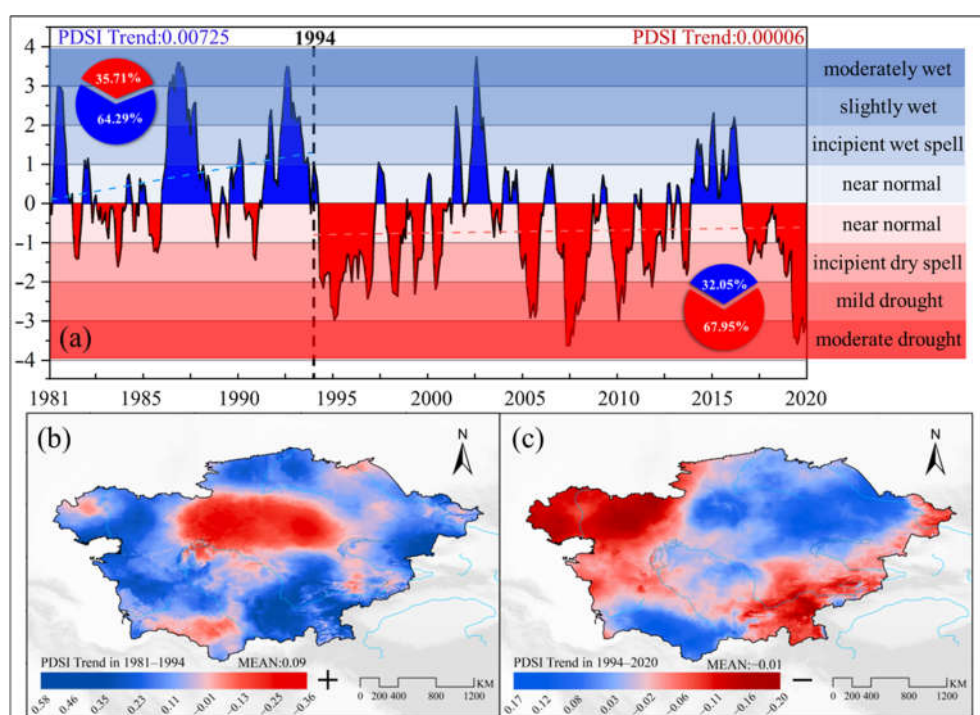 PDSI Trend:0.00725 1994 PDSI Trend:0.00006
4
3
2
1
0
-1
-2
-3
-4
35.71%
64.29%
moderately wet
slightly wet
incipient wet spell
near normal
near normal
incipient dry spell
mild drought
moderate drought
32.05%
67.95%
(a)
1981 1985 1990 1995 2000 2005 2010 2015 2020
(b)
N
PDSI Trend in 1981–1994 MEAN:0.09
+
0.58 0.46 0.35 0.23 0.11 −0.01 −0.13 −0.25 −0.36
KM
0 200 400 800 1200
(c)
N
PDSI Trend in 1994–2020 MEAN:−0.01
−
0.17 0.12 0.08 0.03 −0.02 −0.06 −0.11 −0.16 −0.20
KM
0 200 400 800 1200